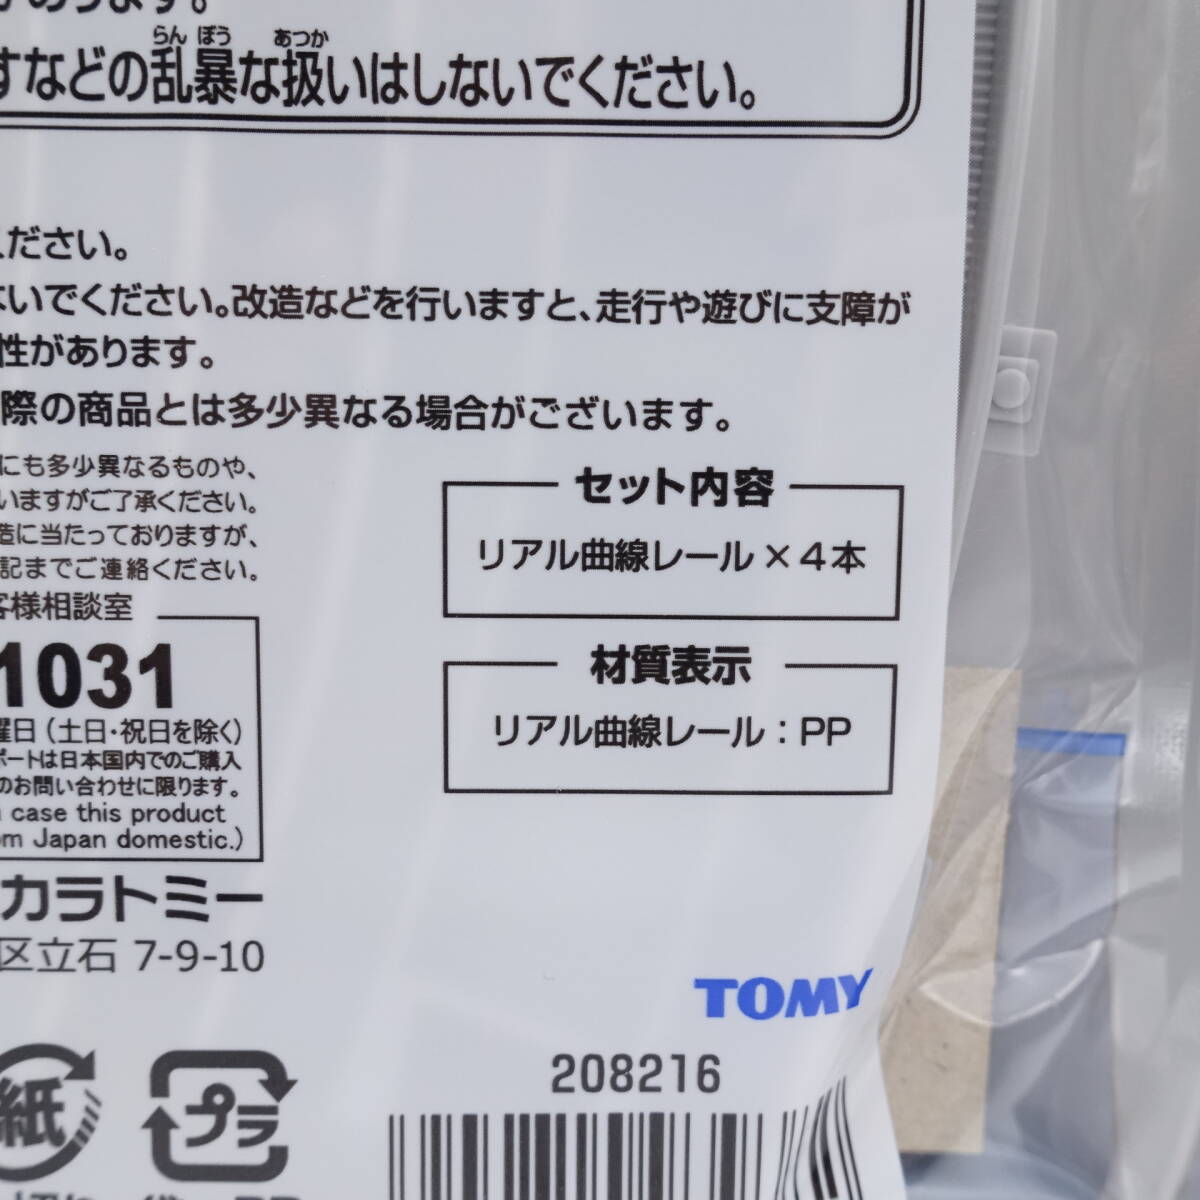 あります。
らん ぼう あつか
すなどの乱暴な扱いはしないでください。
ください。
ないでください。改造などを行いますと、走行や遊びに支障が
性があります。
際の商品とは多少異なる場合がございます。
にも多少異なるものや、
いますがご了承ください。
造に当たっておりますが、
記までご連絡ください。
客様相談室
1031
曜日（土日・祝日を除く）
ポートは日本国内でのご購入
のお問い合わせに限ります。
case this product
om Japan domestic.)
カラトミー
区立石 7-9-10
セット内容
リアル曲線レール×4本
材質表示
リアル曲線レール：PP
TOMY
208216
紙
プラ